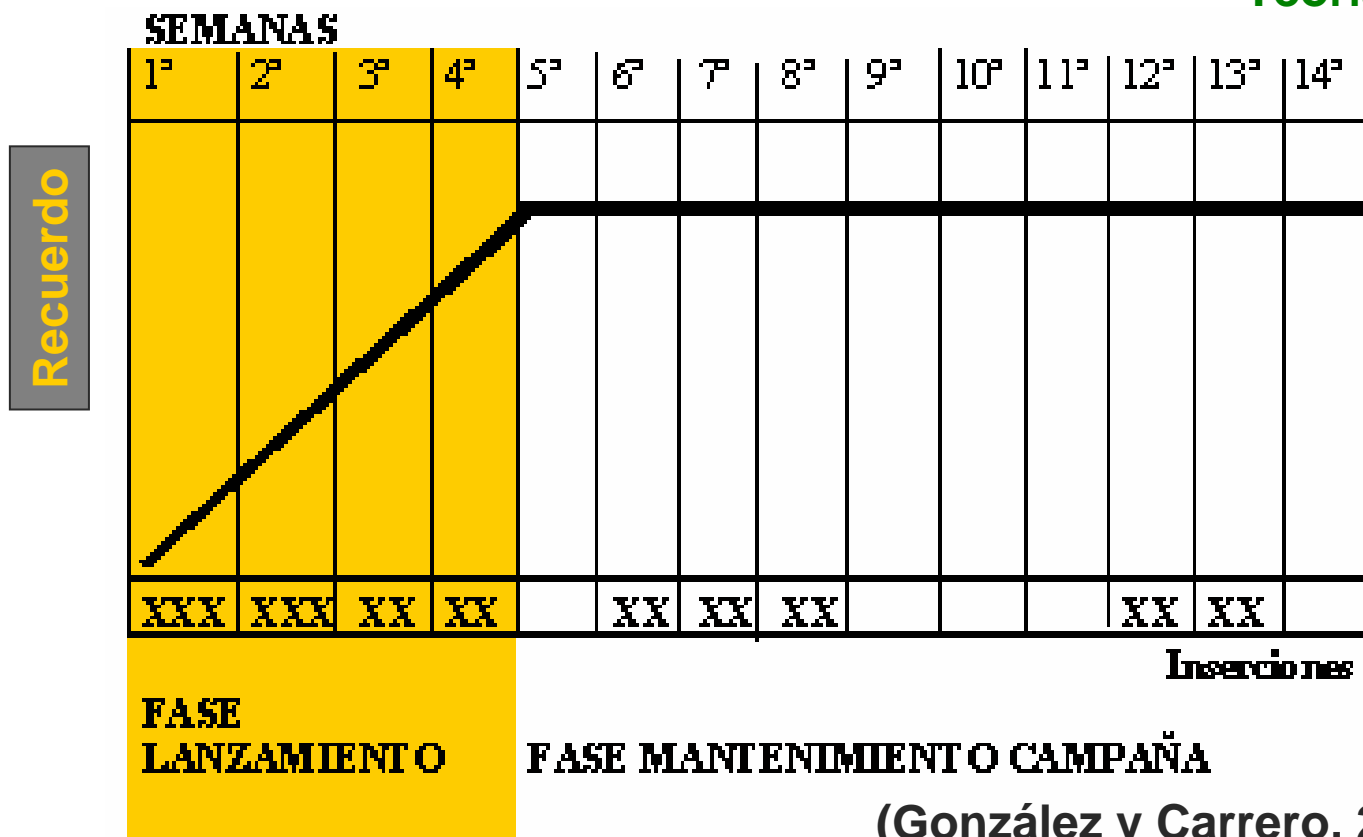 SEMANAS
1ª 2ª 3ª 4ª 5ª 6ª 7ª 8ª 9ª 10ª 11ª 12ª 13ª 14ª
Recuerdo
XXX XXX XX XX XX XX XX XX XX
Inserciones
FASE
LANZAMIENTO FASE MANTENIMIENTO CAMPAÑA
(González y Carrero, 2